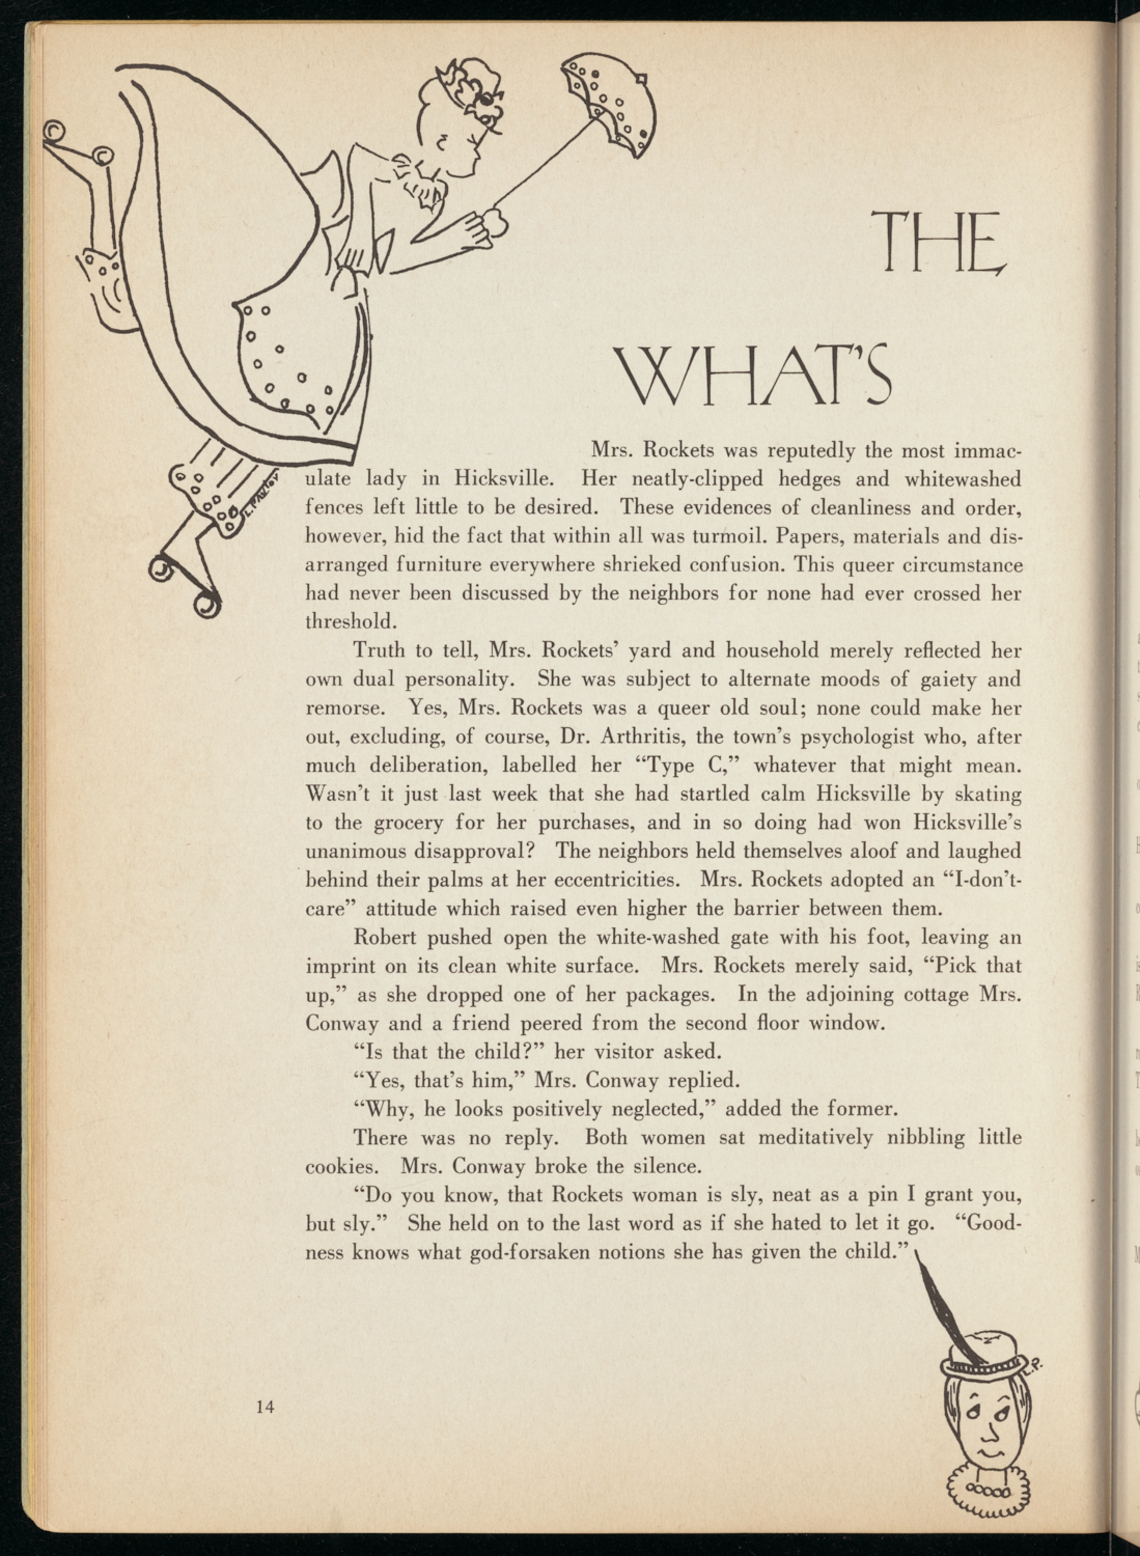 THE
WHAT'S
Mrs. Rockets was reputedly the most immac-
ulate lady in Hicksville. Her neatly-clipped hedges and whitewashed
fences left little to be desired. These evidences of cleanliness and order,
however, hid the fact that within all was turmoil. Papers, materials and dis-
arranged furniture everywhere shrieked confusion. This queer circumstance
had never been discussed by the neighbors for none had ever crossed her
threshold.
Truth to tell, Mrs. Rockets’ yard and household merely reflected her
own dual personality. She was subject to alternate moods of gaiety and
remorse. Yes, Mrs. Rockets was a queer old soul; none could make her
out, excluding, of course, Dr. Arthritis, the town’s psychologist who, after
much deliberation, labelled her “Type C,” whatever that might mean.
Wasn’t it just last week that she had startled calm Hicksville by skating
to the grocery for her purchases, and in so doing had won Hicksville’s
unanimous disapproval? The neighbors held themselves aloof and laughed
behind their palms at her eccentricities. Mrs. Rockets adopted an “I-don’t-
care” attitude which raised even higher the barrier between them.
Robert pushed open the white-washed gate with his foot, leaving an
imprint on its clean white surface. Mrs. Rockets merely said, “Pick that
up,” as she dropped one of her packages. In the adjoining cottage Mrs.
Conway and a friend peered from the second floor window.
“Is that the child?” her visitor asked.
“Yes, that’s him,” Mrs. Conway replied.
“Why, he looks positively neglected,” added the former.
There was no reply. Both women sat meditatively nibbling little
cookies. Mrs. Conway broke the silence.
“Do you know, that Rockets woman is sly, neat as a pin I grant you,
but sly.” She held on to the last word as if she hated to let it go. “Good-
ness knows what god-forsaken notions she has given the child.”
L.P.
14